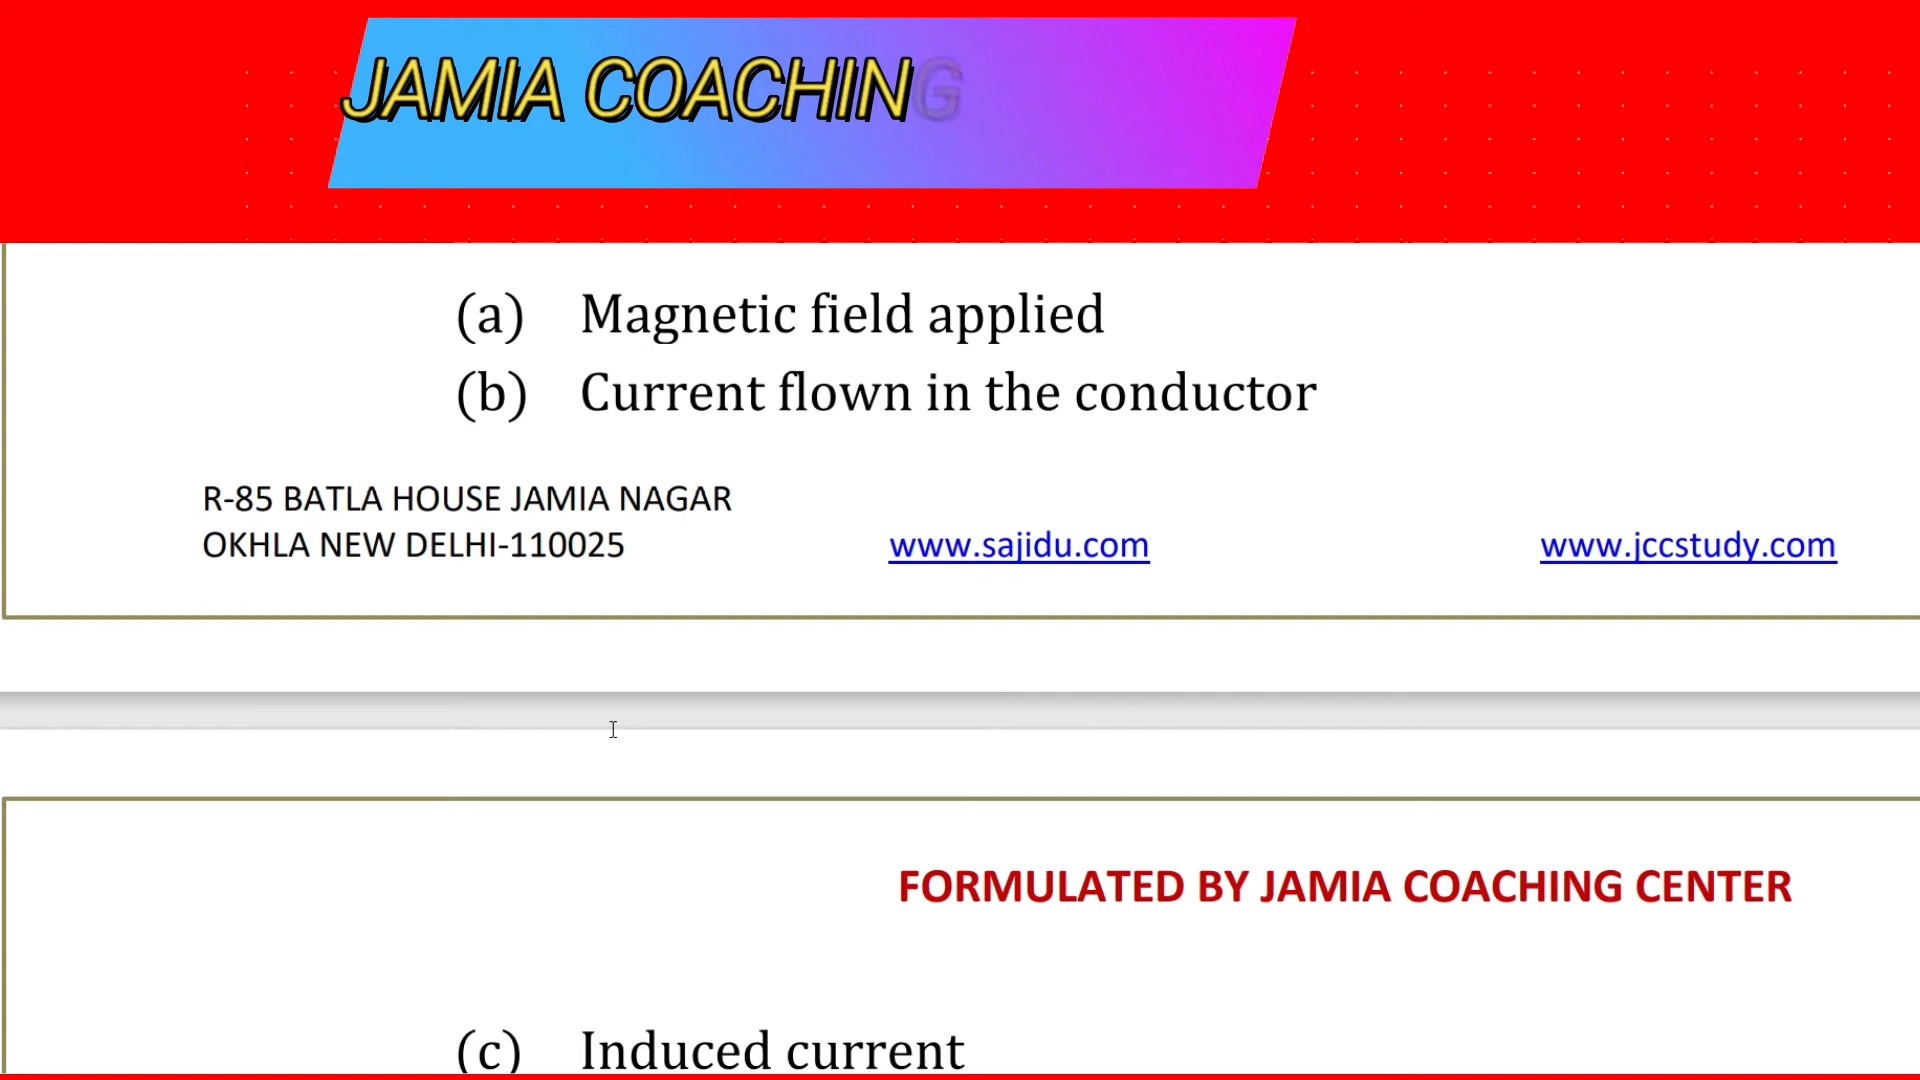 JAMIA COACHING
(a) Magnetic field applied
(b) Current flown in the conductor
R-85 BATLA HOUSE JAMIA NAGAR
OKHLA NEW DELHI-110025 www.sajidu.com www.jccstudy.com
FORMULATED BY JAMIA COACHING CENTER
(c) Induced current